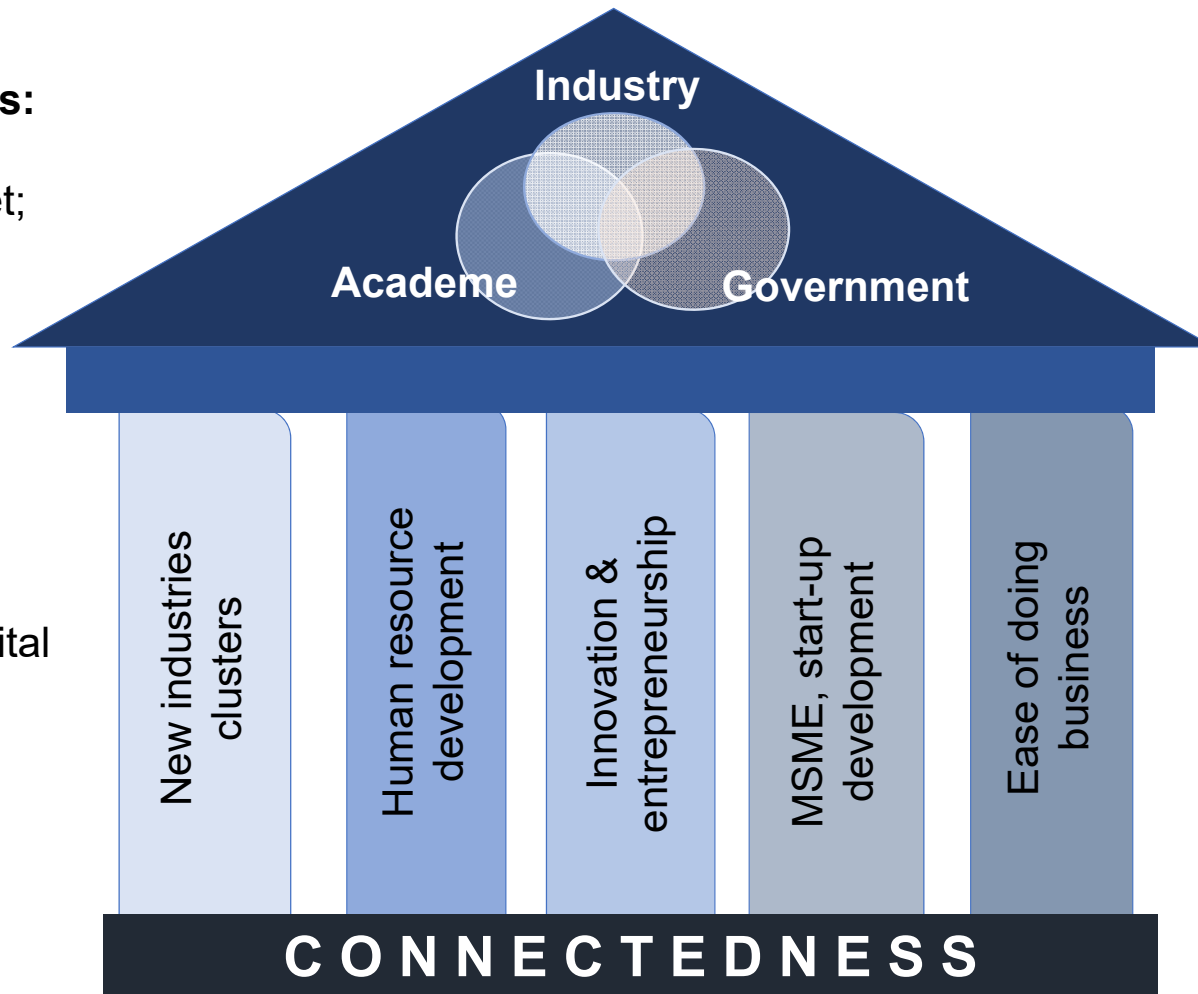 s:
et;
ital
Industry
Academe
Government
New industries
clusters
Human resource
development
Innovation &
entrepreneurship
MSME, start-up
development
Ease of doing
business
CONNECTEDNESS